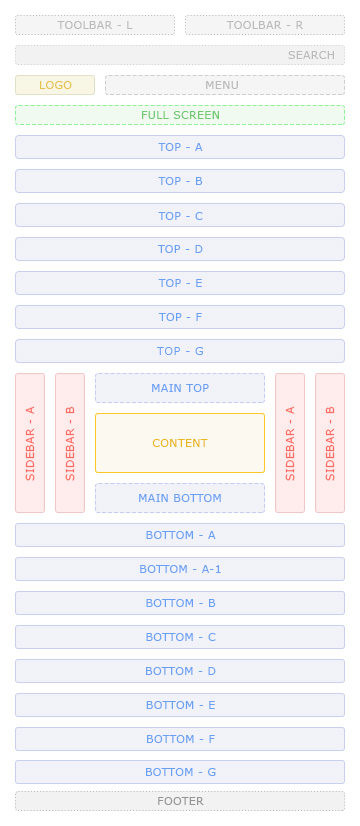 TOOLBAR - L
TOOLBAR - R
SEARCH
LOGO
MENU
FULL SCREEN
TOP - A
TOP - B
TOP - C
TOP - D
TOP - E
TOP - F
TOP - G
SIDEBAR - A
SIDEBAR - B
MAIN TOP
CONTENT
MAIN BOTTOM
SIDEBAR - A
SIDEBAR - B
BOTTOM - A
BOTTOM - A-1
BOTTOM - B
BOTTOM - C
BOTTOM - D
BOTTOM - E
BOTTOM - F
BOTTOM - G
FOOTER